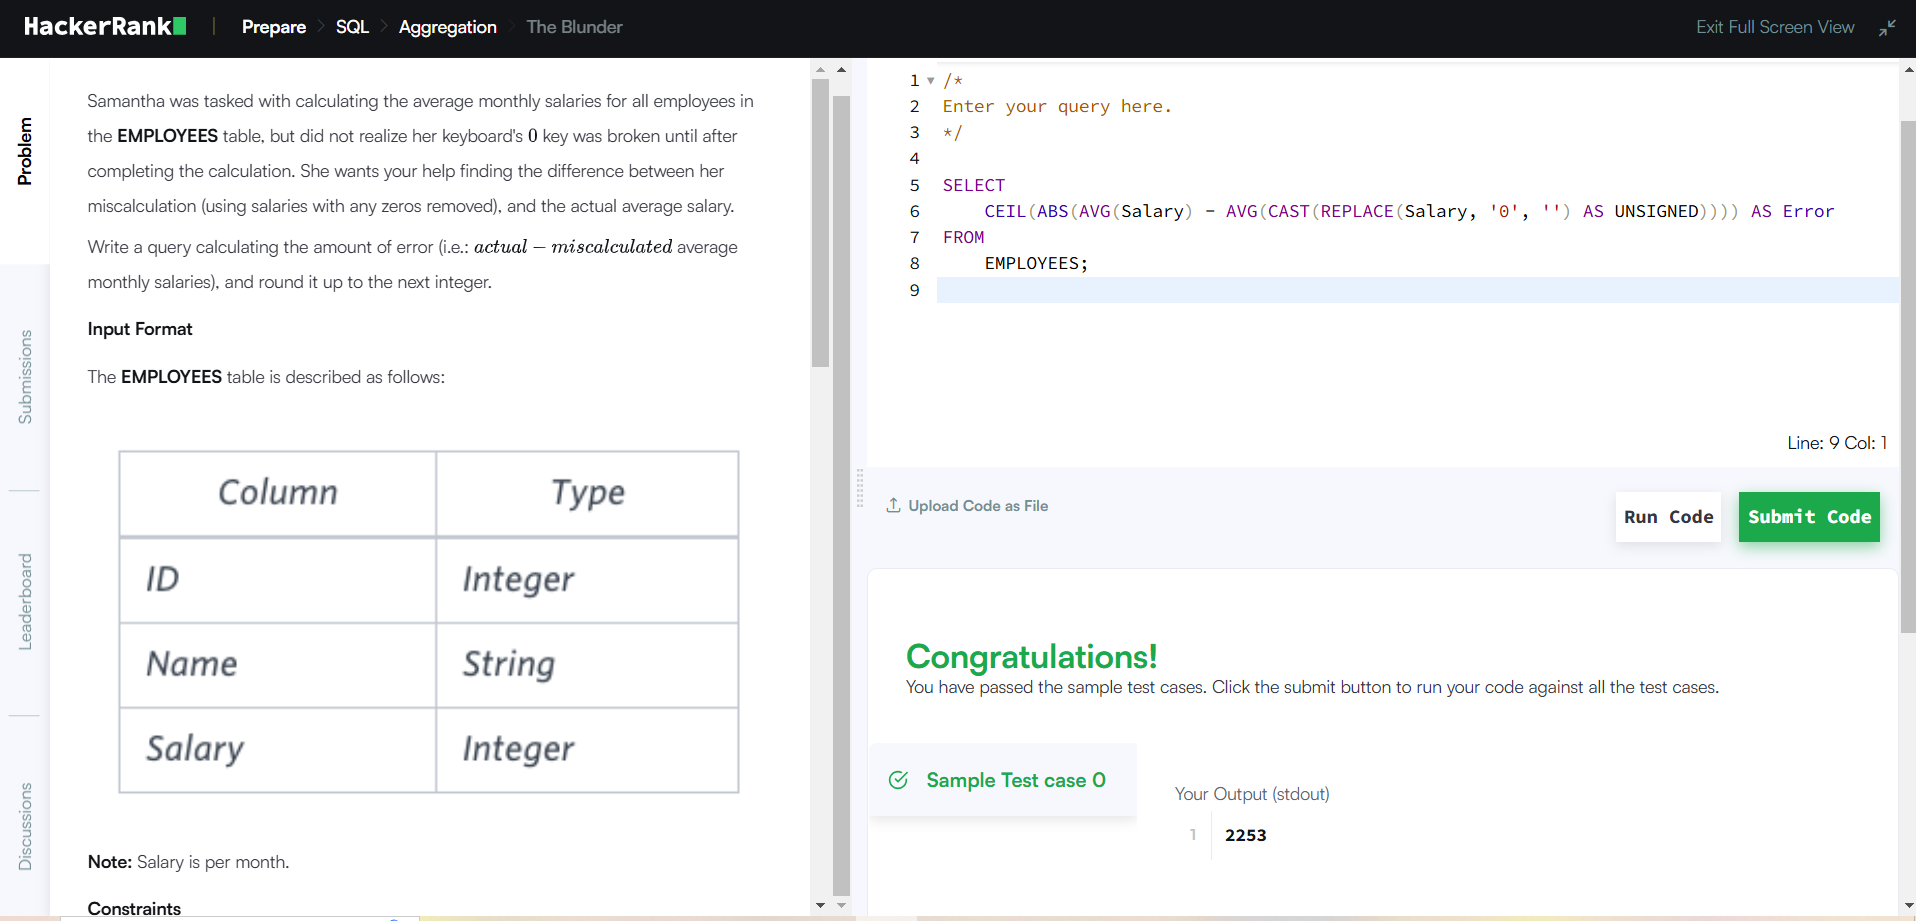 HackerRank
Prepare
SQL
Aggregation
The Blunder
Exit Full Screen View
Problem
Submissions
Leaderboard
Discussions
Samantha was tasked with calculating the average monthly salaries for all employees in
the EMPLOYEES table, but did not realize her keyboard's 0 key was broken until after
completing the calculation. She wants your help finding the difference between her
miscalculation (using salaries with any zeros removed), and the actual average salary.
Write a query calculating the amount of error (i.e.: actual − miscalculated average
monthly salaries), and round it up to the next integer.
Input Format
The EMPLOYEES table is described as follows:
Column Type
ID Integer
Name String
Salary Integer
Note: Salary is per month.
Constraints
1 /*
2 Enter your query here.
3 */
4
5 SELECT
6 CEIL(ABS(AVG(Salary) - AVG(CAST(REPLACE(Salary, '0', '') AS UNSIGNED)))) AS Error
7 FROM
8 EMPLOYEES;
9
Line: 9 Col: 1
Upload Code as File
Run Code
Submit Code
Congratulations!
You have passed the sample test cases. Click the submit button to run your code against all the test cases.
Sample Test case 0
Your Output (stdout)
1 2253